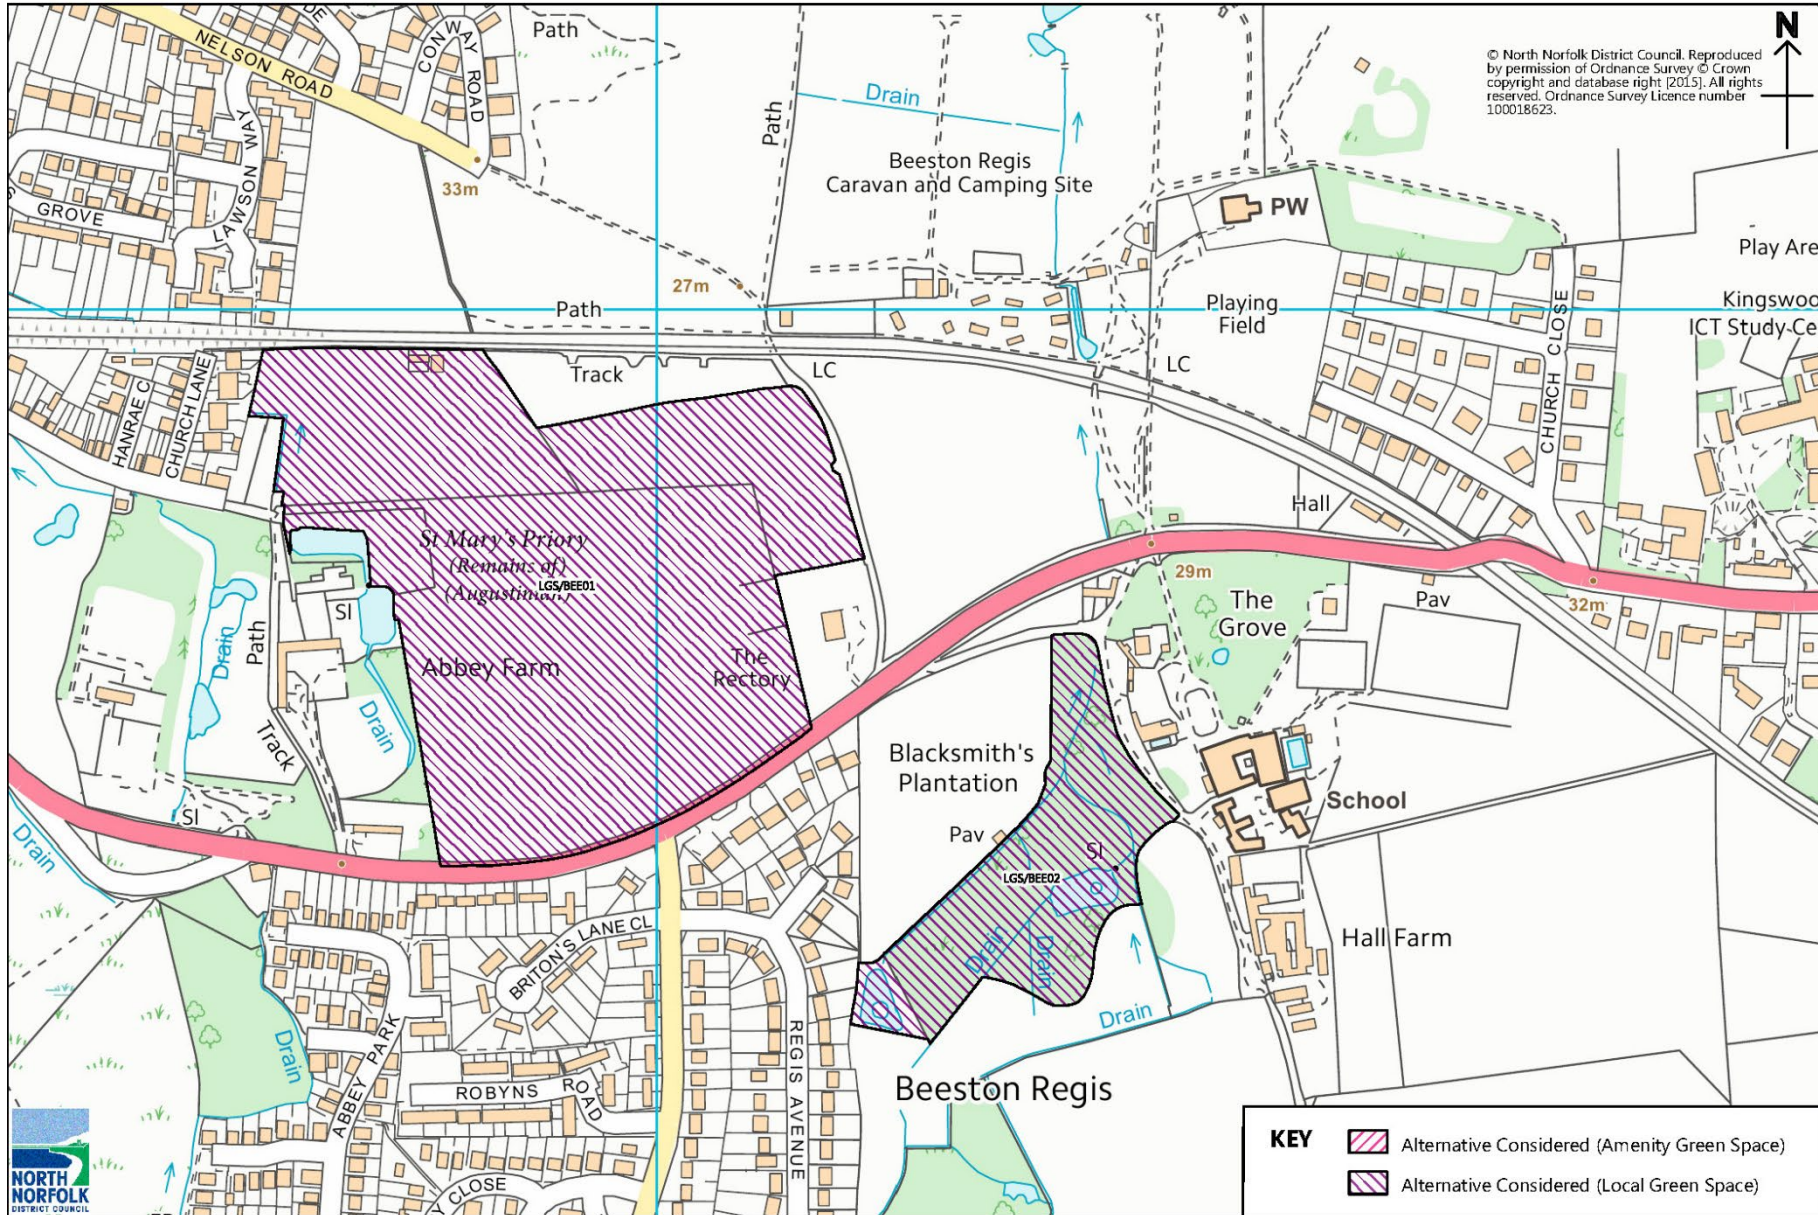 Path
CONWAY ROAD
NELSON ROAD
N
© North Norfolk District Council. Reproduced
by permission of Ordnance Survey © Crown
copyright and database right [2015]. All rights
reserved. Ordnance Survey Licence number
100018623.
Drain
Path
LAWSON WAY
Beeston Regis
Caravan and Camping Site
33m
GROVE
PW
Play Are
27m
Path
Playing
Field
Kingswoo
ICT Study Ce
CHURCH CLOSE
Track
LC
LC
HANRAE C
CHURCH LANE
Hall
St Mary's Priory
(Remains of)
(Augustinian)
LGS/BEE01
29m
The
Grove
Pav
32m
SI
Path
Drain
Abbey Farm
The
Rectory
Drain
Track
Blacksmith's
Plantation
School
SI
Pav
SI
Drain
LGS/BEE02
BRITON'S LANE CL
Drain
Drain
Hall Farm
Drain
Drain
ABBEY PARK
REGIS AVENUE
ROBYNS ROAD
Beeston Regis
CLOSE
NORTH
NORFOLK
DISTRICT COUNCIL
KEY
Alternative Considered (Amenity Green Space)
Alternative Considered (Local Green Space)